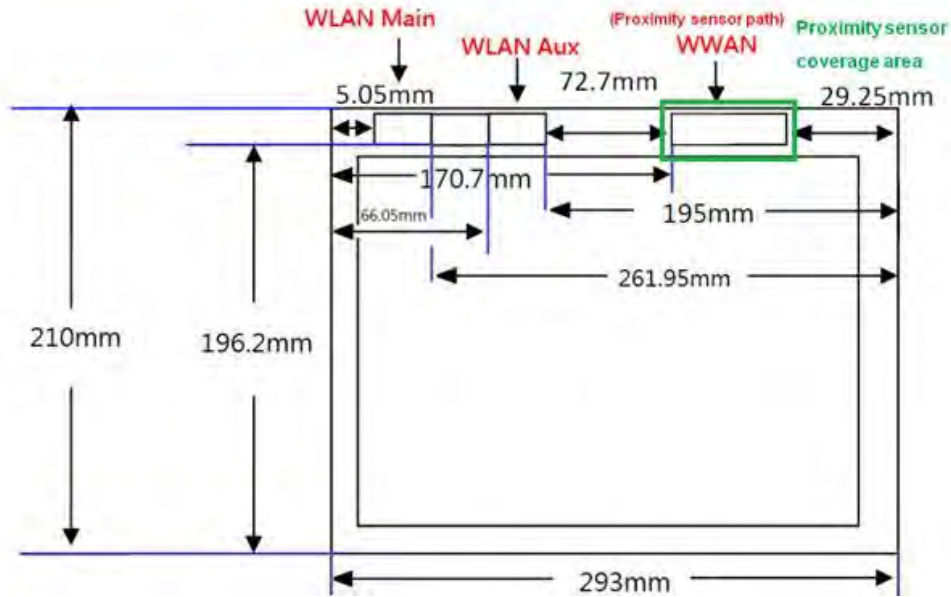 WLAN Main
(Proximity sensor path)
WLAN Aux
WWAN
Proximity sensor
coverage area
5.05mm
72.7mm
29.25mm
170.7mm
66.05mm
195mm
261.95mm
210mm
196.2mm
293mm